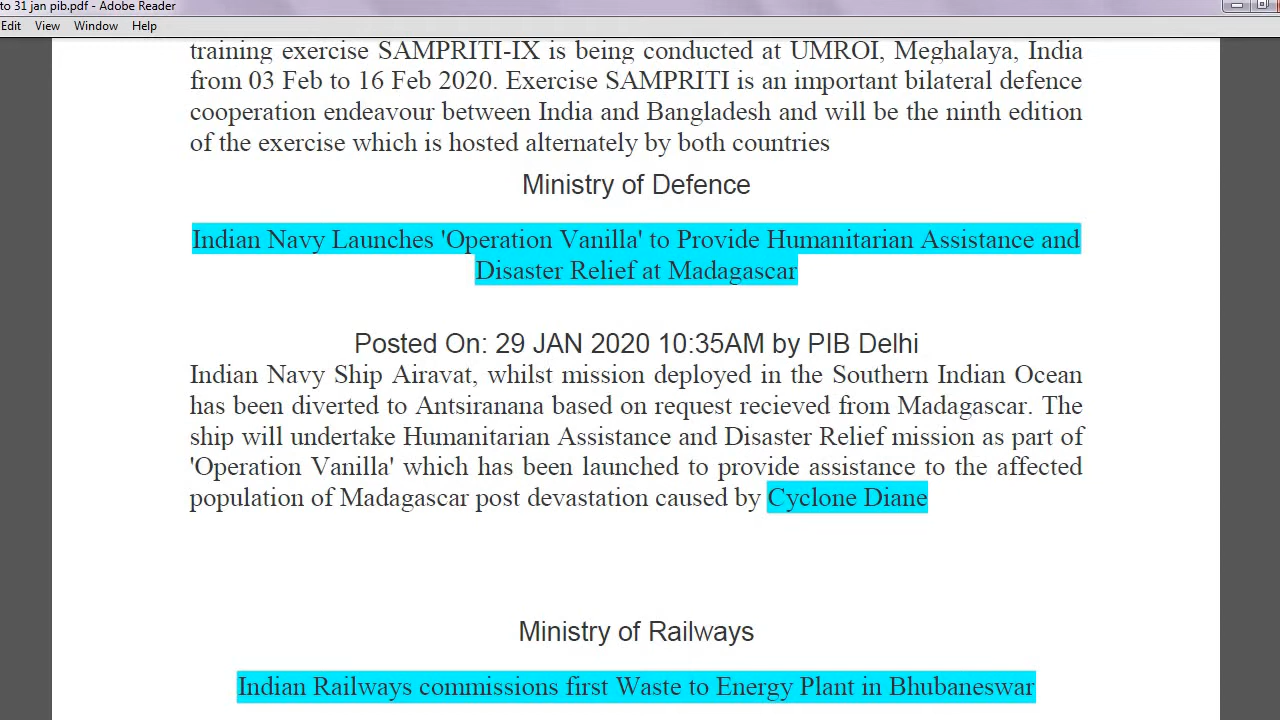 to 31 jan pib.pdf - Adobe Reader
Edit View Window Help
training exercise SAMPRITI-IX is being conducted at UMROI, Meghalaya, India
from 03 Feb to 16 Feb 2020. Exercise SAMPRITI is an important bilateral defence
cooperation endeavour between India and Bangladesh and will be the ninth edition
of the exercise which is hosted alternately by both countries
Ministry of Defence
Indian Navy Launches 'Operation Vanilla' to Provide Humanitarian Assistance and
Disaster Relief at Madagascar
Posted On: 29 JAN 2020 10:35AM by PIB Delhi
Indian Navy Ship Airavat, whilst mission deployed in the Southern Indian Ocean
has been diverted to Antsiranana based on request recieved from Madagascar. The
ship will undertake Humanitarian Assistance and Disaster Relief mission as part of
'Operation Vanilla' which has been launched to provide assistance to the affected
population of Madagascar post devastation caused by Cyclone Diane
Ministry of Railways
Indian Railways commissions first Waste to Energy Plant in Bhubaneswar